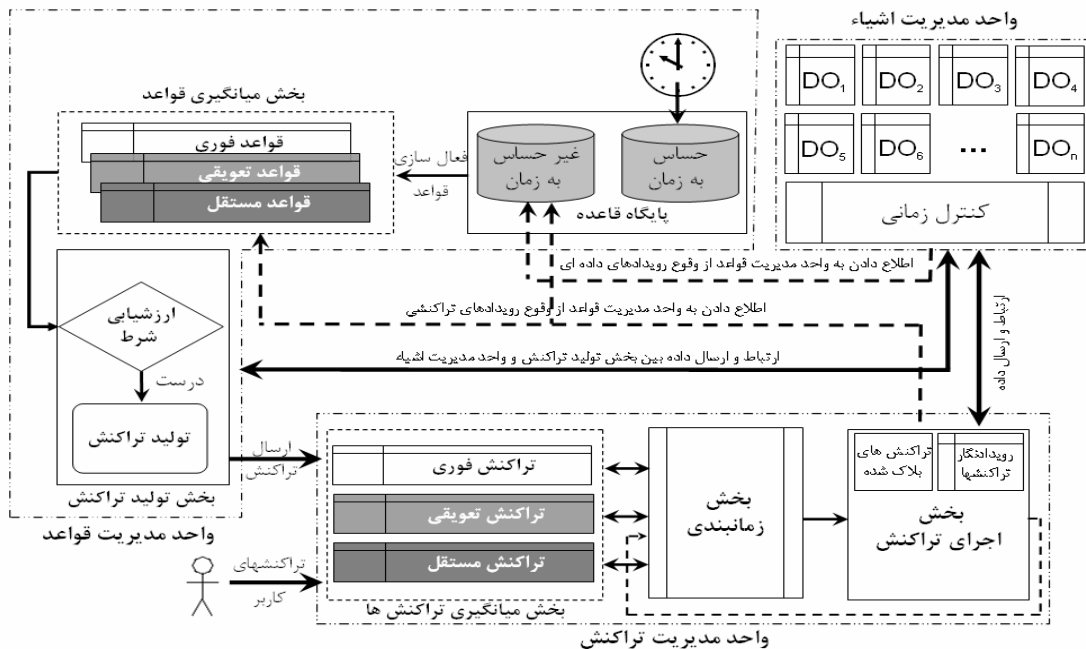 واحد مدیریت اشیاء
DO1
DO2
DO3
DO4
DO5
DO6
...
DOn
کنترل زمانی
حساس
به زمان
غیر حساس
به زمان
پایگاه قاعده
فعال سازی
قواعد
بخش میانگیری قواعد
قواعد فوری
قواعد تعویقی
قواعد مستقل
اطلاع دادن به واحد مدیریت قواعد از وقوع رویدادهای داده ای
اطلاع دادن به واحد مدیریت قواعد از وقوع رویدادهای تراکنشی
ارتباط و ارسال داده بین بخش تولید تراکنش و واحد مدیریت اشیاء
ارتباط و ارسال داده
ارزشیابی
شرط
درست
تولید تراکنش
بخش تولید تراکنش
واحد مدیریت قواعد
ارسال
تراکنش
تراکنشهای
کاربر
تراکنش فوری
تراکنش تعویقی
تراکنش مستقل
بخش میانگیری تراکنش ها
بخش
زمانبندی
تراکنش های
بلاک شده
رویدادنگار
تراکنشها
بخش
اجرای تراکنش
واحد مدیریت تراکنش